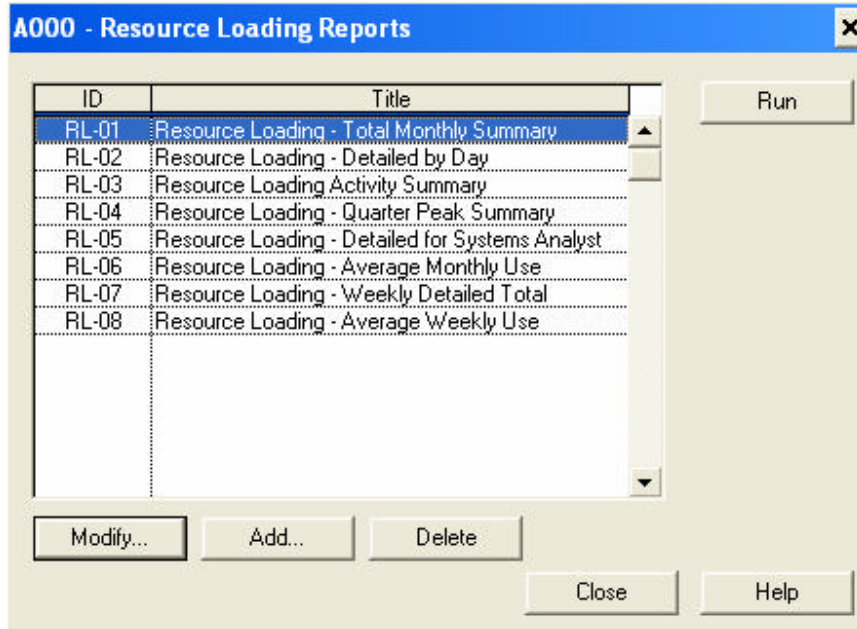 A000 - Resource Loading Reports
ID Title Run
RL-01 Resource Loading - Total Monthly Summary
RL-02 Resource Loading - Detailed by Day
RL-03 Resource Loading Activity Summary
RL-04 Resource Loading - Quarter Peak Summary
RL-05 Resource Loading - Detailed for Systems Analyst
RL-06 Resource Loading - Average Monthly Use
RL-07 Resource Loading - Weekly Detailed Total
RL-08 Resource Loading - Average Weekly Use
Modify... Add... Delete
Close Help